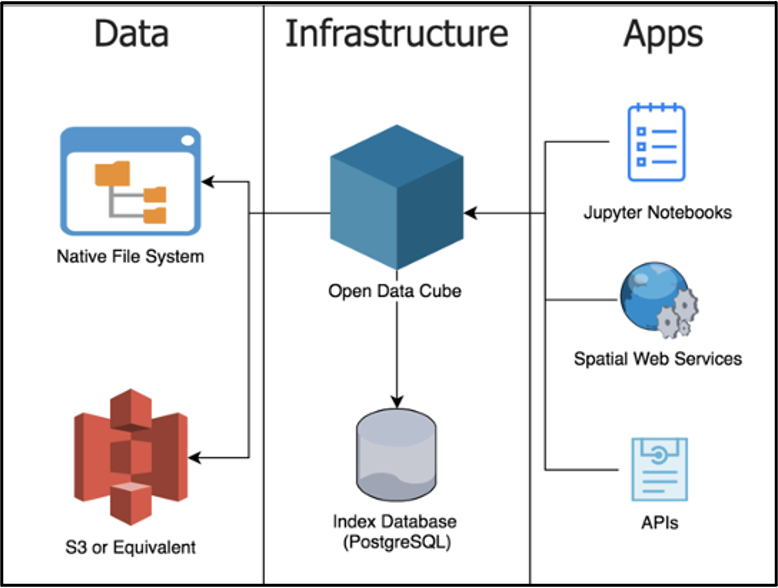 Data
Infrastructure
Apps
Native File System
S3 or Equivalent
Open Data Cube
Index Database
(PostgreSQL)
Jupyter Notebooks
Spatial Web Services
APIs